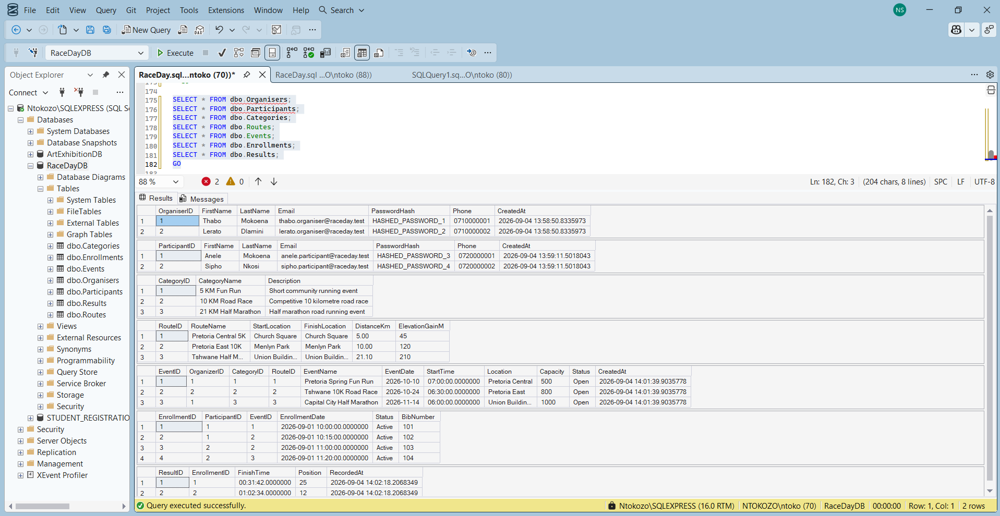 File Edit View Query Git Project Tools Extensions Window Help Search NS
New Query DAX
RaceDayDB Execute
Object Explorer
Connect
Ntokozo\SQLEXPRESS (SQL Se
Databases
System Databases
Database Snapshots
ArtExhibitionDB
RaceDayDB
Database Diagrams
Tables
System Tables
FileTables
External Tables
Graph Tables
dbo.Categories
dbo.Enrollments
dbo.Events
dbo.Organisers
dbo.Participants
dbo.Results
dbo.Routes
Views
External Resources
Synonyms
Programmability
Query Store
Service Broker
Storage
Security
STUDENT_REGISTRATIO
Security
Server Objects
Replication
Management
XEvent Profiler
RaceDay.sql...ntoko (70))* RaceDay.sql ...O\ntoko (88)) SQLQuery1.sq...O\ntoko (80))
173 GO
174
175 SELECT * FROM dbo.Organisers;
176 SELECT * FROM dbo.Participants;
177 SELECT * FROM dbo.Categories;
178 SELECT * FROM dbo.Routes;
179 SELECT * FROM dbo.Events;
180 SELECT * FROM dbo.Enrollments;
181 SELECT * FROM dbo.Results;
182 GO
183
88 % 2 0 Ln: 182, Ch: 3 (204 chars, 8 lines) SPC LF UTF-8
Results Messages
OrganiserID FirstName LastName Email PasswordHash Phone CreatedAt
1 1 Thabo Mokoena thabo.organiser@raceday.test HASHED_PASSWORD_1 0710000001 2026-09-04 13:58:50.8335973
2 2 Lerato Dlamini lerato.organiser@raceday.test HASHED_PASSWORD_2 0710000002 2026-09-04 13:58:50.8335973
ParticipantID FirstName LastName Email PasswordHash Phone CreatedAt
1 1 Anele Mokoena anele.participant@raceday.test HASHED_PASSWORD_3 0720000001 2026-09-04 13:59:11.5018043
2 2 Sipho Nkosi sipho.participant@raceday.test HASHED_PASSWORD_4 0720000002 2026-09-04 13:59:11.5018043
CategoryID CategoryName Description
1 1 5 KM Fun Run Short community running event
2 2 10 KM Road Race Competitive 10 kilometre road race
3 3 21 KM Half Marathon Half marathon road running event
RouteID RouteName StartLocation FinishLocation DistanceKm ElevationGainM
1 1 Pretoria Central 5K Church Square Church Square 5.00 45
2 2 Pretoria East 10K Menlyn Park Menlyn Park 10.00 120
3 3 Tshwane Half M... Union Buildin... Union Buildin... 21.10 210
EventID OrganizerID CategoryID RouteID EventName EventDate StartTime Location Capacity Status CreatedAt
1 1 1 1 1 Pretoria Spring Fun Run 2026-10-10 07:00:00.0000000 Pretoria Central 500 Open 2026-09-04 14:01:39.9035778
2 2 2 2 2 Tshwane 10K Road Race 2026-10-24 06:30:00.0000000 Pretoria East 800 Open 2026-09-04 14:01:39.9035778
3 3 1 3 3 Capital City Half Marathon 2026-11-14 06:00:00.0000000 Union Buildin... 1000 Open 2026-09-04 14:01:39.9035778
EnrollmentID ParticipantID EventID EnrollmentDate Status BibNumber
1 1 1 1 2026-09-01 10:00:00.0000000 Active 101
2 2 1 2 2026-09-01 10:15:00.0000000 Active 102
3 3 2 2 2026-09-01 11:00:00.0000000 Active 103
4 4 2 3 2026-09-01 11:20:00.0000000 Active 104
ResultID EnrollmentID FinishTime Position RecordedAt
1 1 1 00:31:42.0000000 25 2026-09-04 14:02:18.2068349
2 2 2 01:02:34.0000000 12 2026-09-04 14:02:18.2068349
Query executed successfully. Ntokozo\SQLEXPRESS (16.0 RTM) NTOKOZO\ntoko (70) RaceDayDB 00:00:00 Row: 1, Col: 1 2 rows